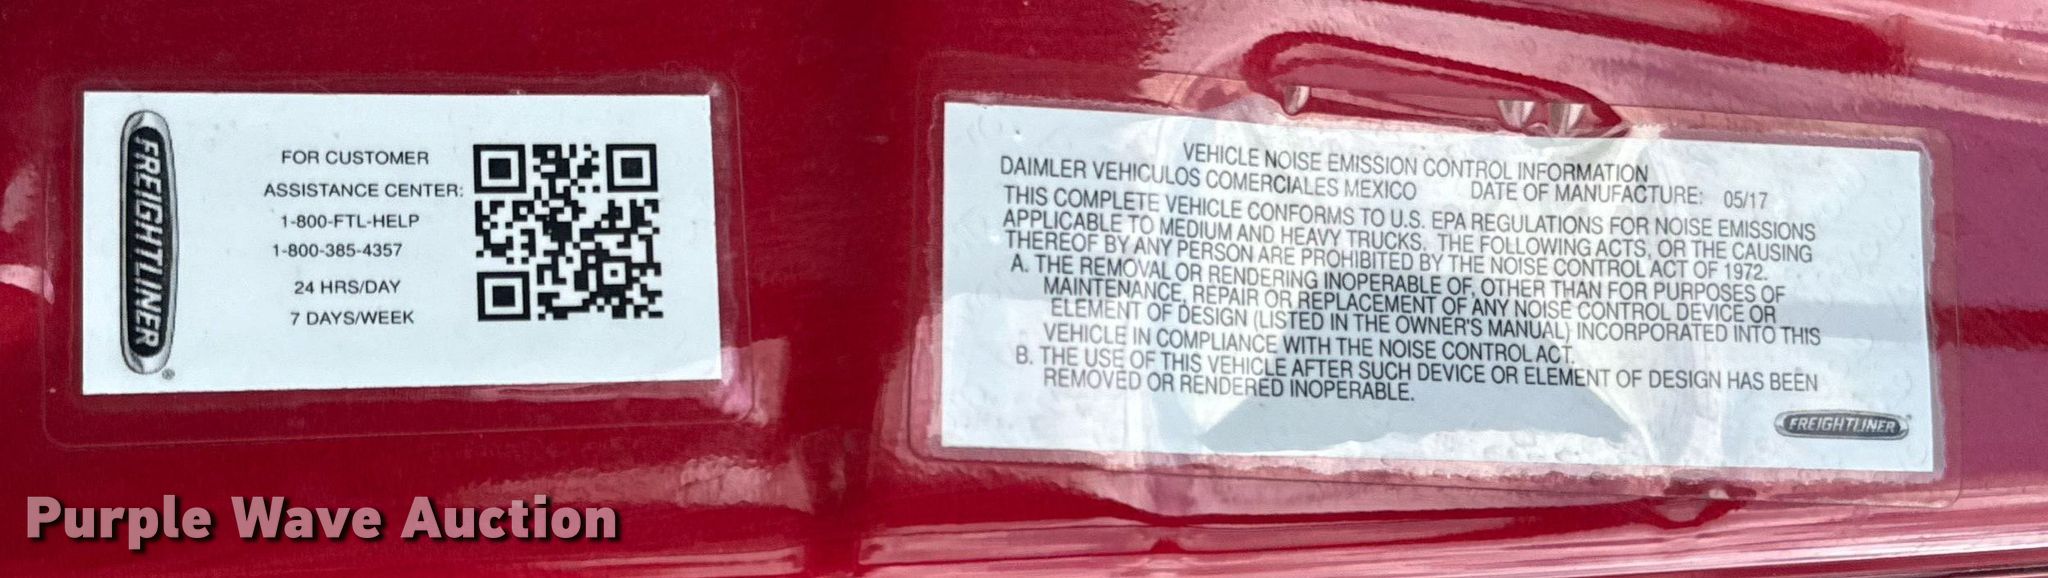 FREIGHTLINER
®
FOR CUSTOMER
ASSISTANCE CENTER:
1-800-FTL-HELP
1-800-385-4357
24 HRS/DAY
7 DAYS/WEEK
VEHICLE NOISE EMISSION CONTROL INFORMATION
DAIMLER VEHICULOS COMERCIALES MEXICO DATE OF MANUFACTURE: 05/17
THIS COMPLETE VEHICLE CONFORMS TO U.S. EPA REGULATIONS FOR NOISE EMISSIONS
APPLICABLE TO MEDIUM AND HEAVY TRUCKS. THE FOLLOWING ACTS, OR THE CAUSING
THEREOF BY ANY PERSON ARE PROHIBITED BY THE NOISE CONTROL ACT OF 1972.
A. THE REMOVAL OR RENDERING INOPERABLE OF, OTHER THAN FOR PURPOSES OF
MAINTENANCE, REPAIR OR REPLACEMENT OF ANY NOISE CONTROL DEVICE OR
ELEMENT OF DESIGN (LISTED IN THE OWNER'S MANUAL) INCORPORATED INTO THIS
VEHICLE IN COMPLIANCE WITH THE NOISE CONTROL ACT.
B. THE USE OF THIS VEHICLE AFTER SUCH DEVICE OR ELEMENT OF DESIGN HAS BEEN
REMOVED OR RENDERED INOPERABLE.
FREIGHTLINER
Purple Wave Auction